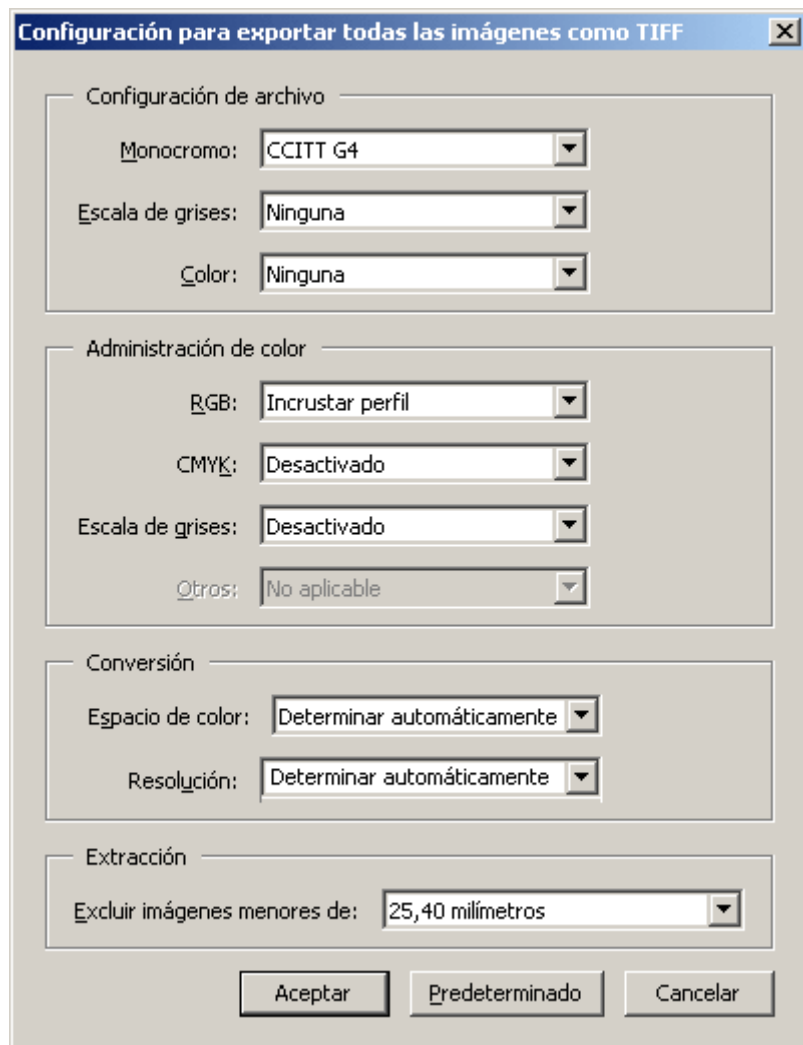 Configuración para exportar todas las imágenes como TIFF
Configuración de archivo
Monocromo: CCITT G4
Escala de grises: Ninguna
Color: Ninguna
Administración de color
RGB: Incrustar perfil
CMYK: Desactivado
Escala de grises: Desactivado
Otros: No aplicable
Conversión
Espacio de color: Determinar automáticamente
Resolución: Determinar automáticamente
Extracción
Excluir imágenes menores de: 25,40 milímetros
Aceptar Predeterminado Cancelar